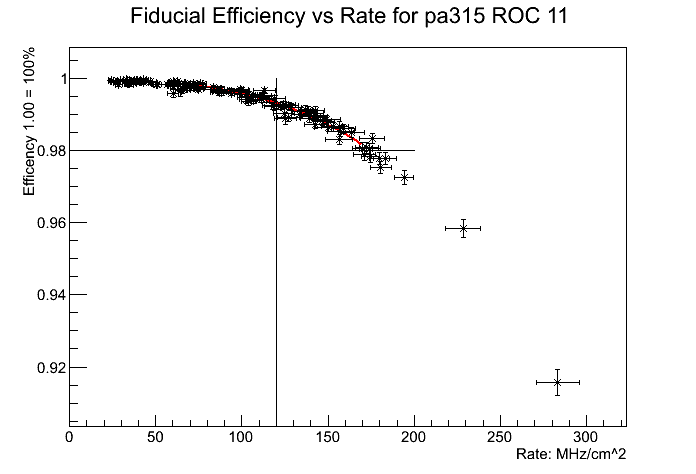 Fiducial Efficiency vs Rate for pa315 ROC 11
Efficency 1.00 = 100%
1
0.98
0.96
0.94
0.92
0 50 100 150 200 250 300
Rate: MHz/cm^2